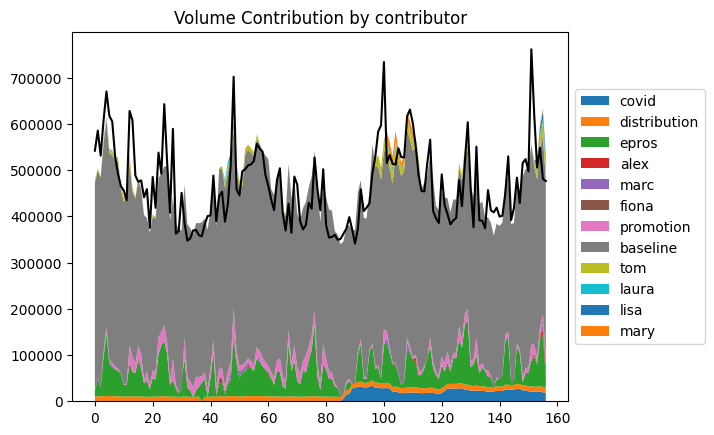 Volume Contribution by contributor
700000
600000
500000
400000
300000
200000
100000
0
0 20 40 60 80 100 120 140 160
covid
distribution
epros
alex
marc
fiona
promotion
baseline
tom
laura
lisa
mary